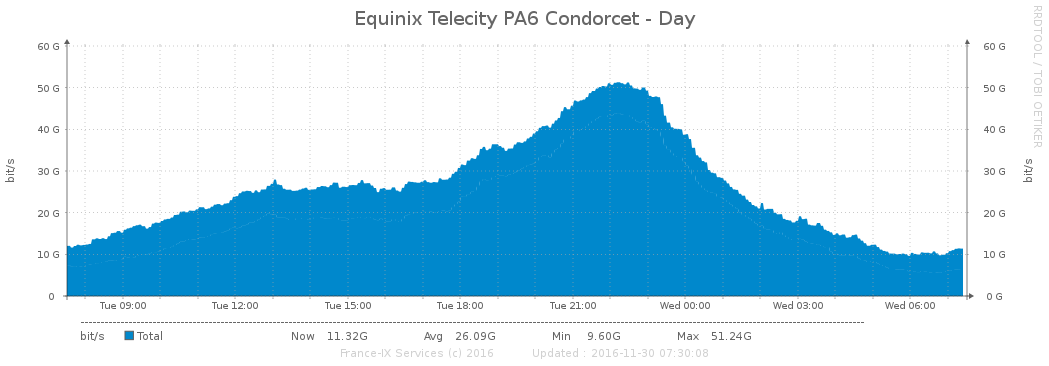 Equinix Telecity PA6 Condorcet - Day
RRDTOOL / TOBI OETIKER
60 G 60 G
50 G 50 G
40 G 40 G
30 G 30 G
20 G 20 G
10 G 10 G
0 0 G
bit/s
bit/s
Tue 09:00 Tue 12:00 Tue 15:00 Tue 18:00 Tue 21:00 Wed 00:00 Wed 03:00 Wed 06:00
bit/s Total Now 11.32G Avg 26.09G Min 9.60G Max 51.24G
France-IX Services (c) 2016 Updated : 2016-11-30 07:30:08